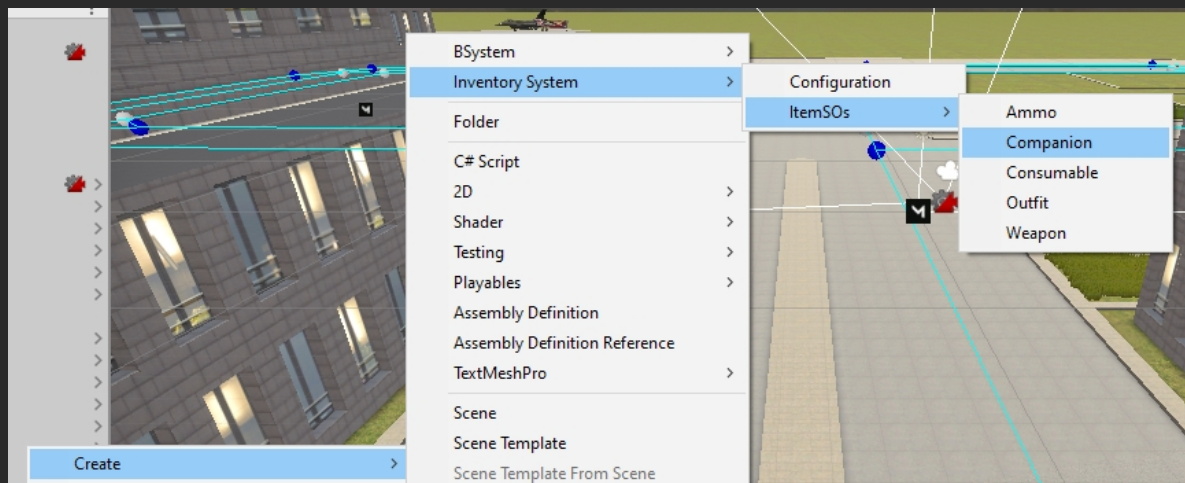 BSystem
Inventory System
Folder
C# Script
2D
Shader
Testing
Playables
Assembly Definition
Assembly Definition Reference
TextMeshPro
Scene
Scene Template
Scene Template From Scene
Create
Configuration
ItemSOs
Ammo
Companion
Consumable
Outfit
Weapon